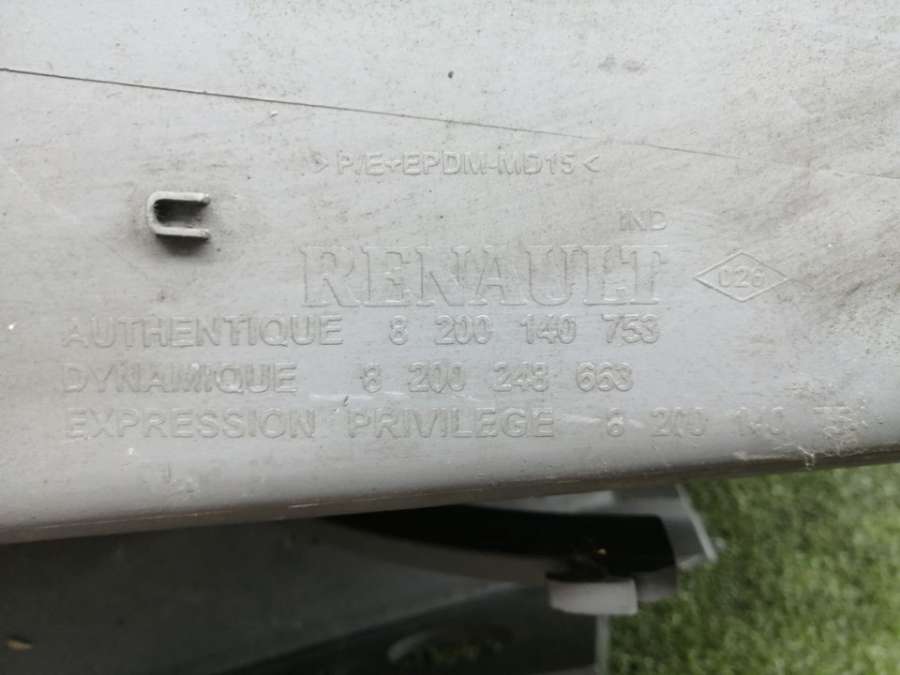 >P/E+EPDM-MD15<
IND
RENAULT
C26
AUTHENTIQUE 8 200 140 753
DYNAMIQUE 8 200 248 663
EXPRESSION PRIVILEGE 8 200 140